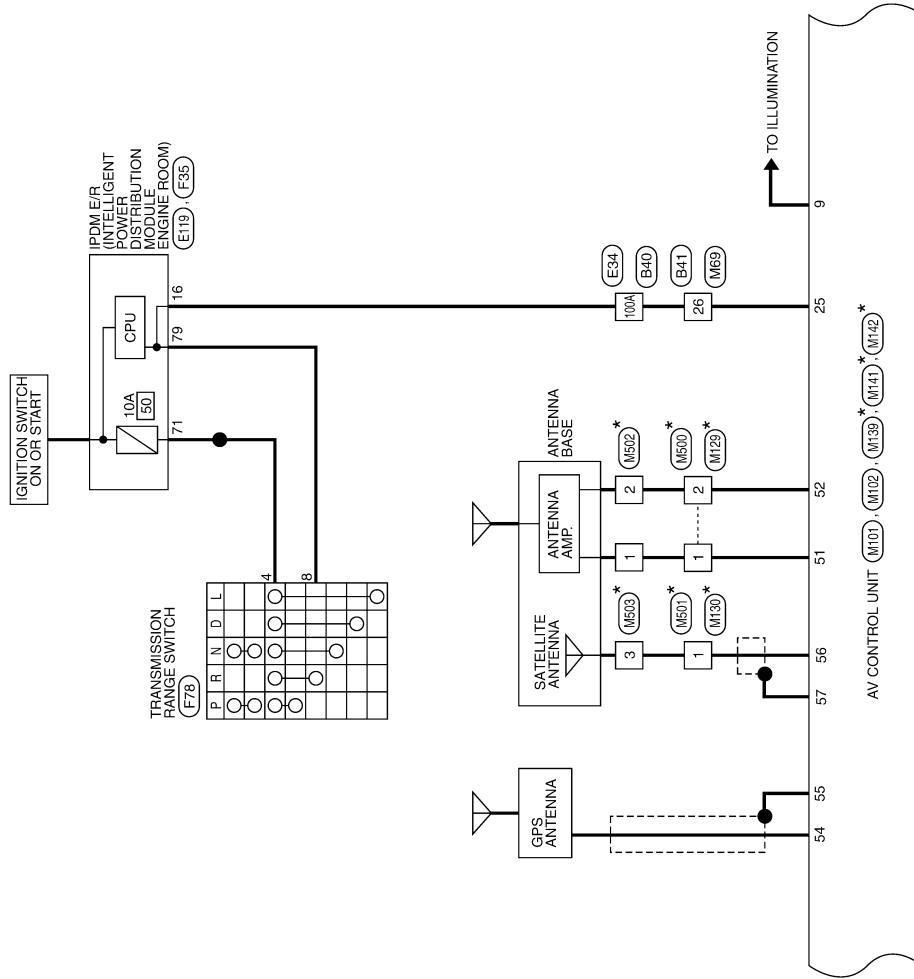 IGNITION SWITCH
ON OR START
IPDM E/R
(INTELLIGENT
POWER
DISTRIBUTION
MODULE
ENGINE ROOM)
E119 , F35
CPU
10A
50
71
79
16
TRANSMISSION
RANGE SWITCH
F78
P R N D L
4
8
GPS
ANTENNA
SATELLITE
ANTENNA
ANTENNA
AMP.
ANTENNA
BASE
3
M503 *
1
M501 *
M130
1
2
M502 *
1
2
M500 *
M129
100A
E34
B40
26
B41
M69
TO ILLUMINATION
54
55
57
56
51
52
25
9
AV CONTROL UNIT M101 , M102 , M139 * , M141 * , M142 *